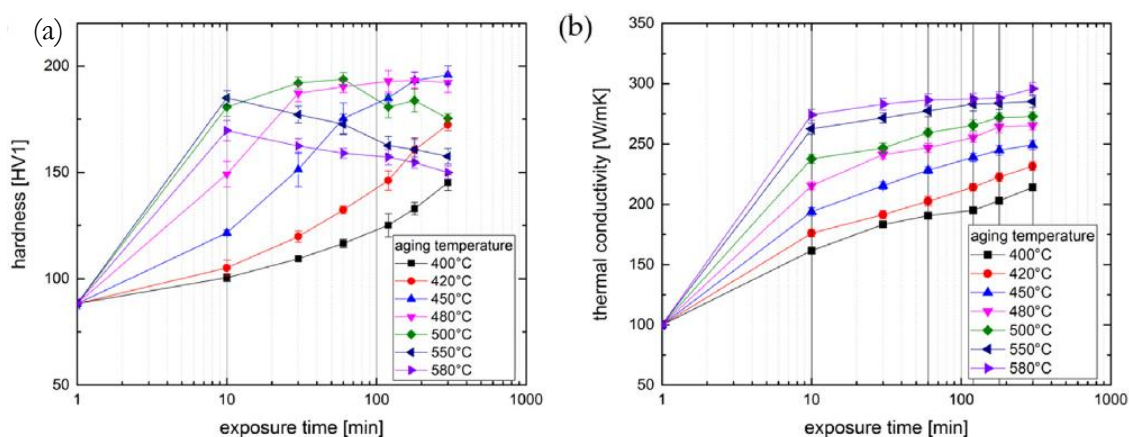 (a)
200
150
100
50
hardness [HV1]
aging temperature
400°C
420°C
450°C
480°C
500°C
550°C
580°C
1
10
100
1000
exposure time [min]
(b)
350
300
250
200
150
100
50
thermal conductivity [W/mK]
aging temperature
400°C
420°C
450°C
480°C
500°C
550°C
580°C
1
10
100
1000
exposure time [min]